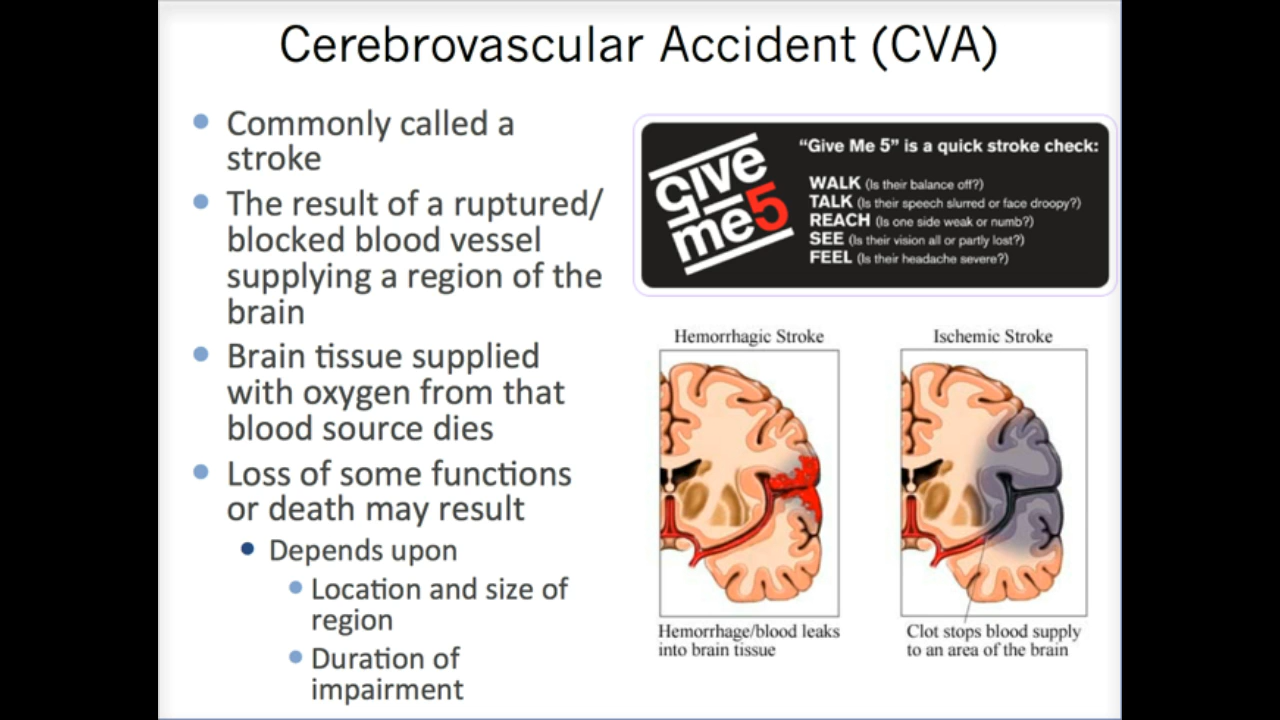 Cerebrovascular Accident (CVA)
• Commonly called a
stroke
• The result of a ruptured/
blocked blood vessel
supplying a region of the
brain
• Brain tissue supplied
with oxygen from that
blood source dies
• Loss of some functions
or death may result
• Depends upon
• Location and size of
region
• Duration of
impairment
give
me5
“Give Me 5” is a quick stroke check:
WALK (Is their balance off?)
TALK (Is their speech slurred or face droopy?)
REACH (Is one side weak or numb?)
SEE (Is their vision all or partly lost?)
FEEL (Is their headache severe?)
Hemorrhagic Stroke
Hemorrhage/blood leaks
into brain tissue
Ischemic Stroke
Clot stops blood supply
to an area of the brain